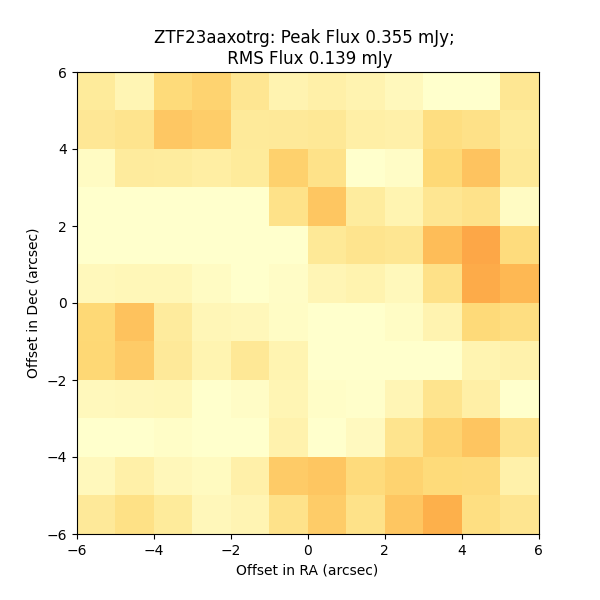 ZTF23aaxotrg: Peak Flux 0.355 mJy;
RMS Flux 0.139 mJy
6
4
2
0
−2
−4
−6
Offset in Dec (arcsec)
−6 −4 −2 0 2 4 6
Offset in RA (arcsec)